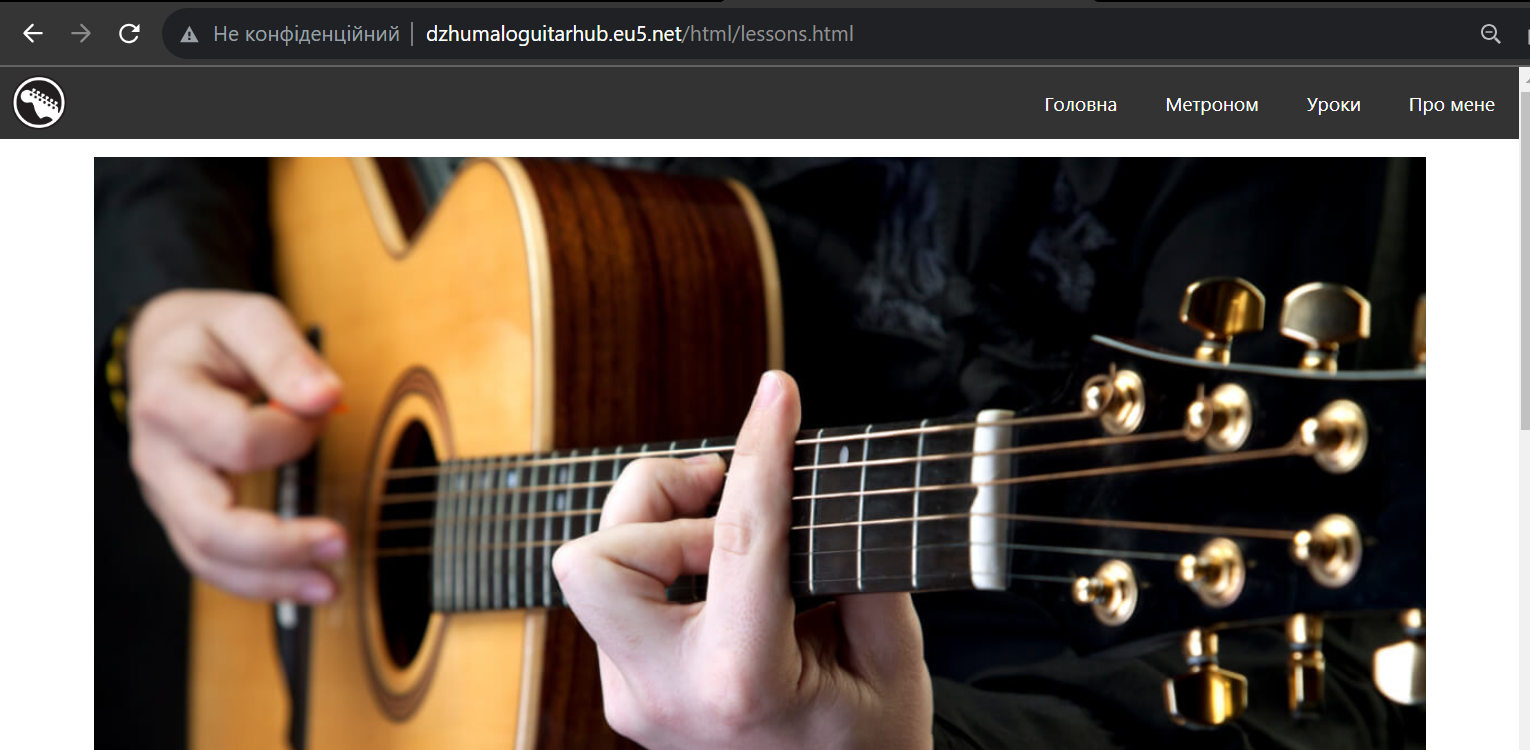 Не конфіденційний | dzhumaloguitarhub.eu5.net/html/lessons.html
Головна Метроном Уроки Про мене